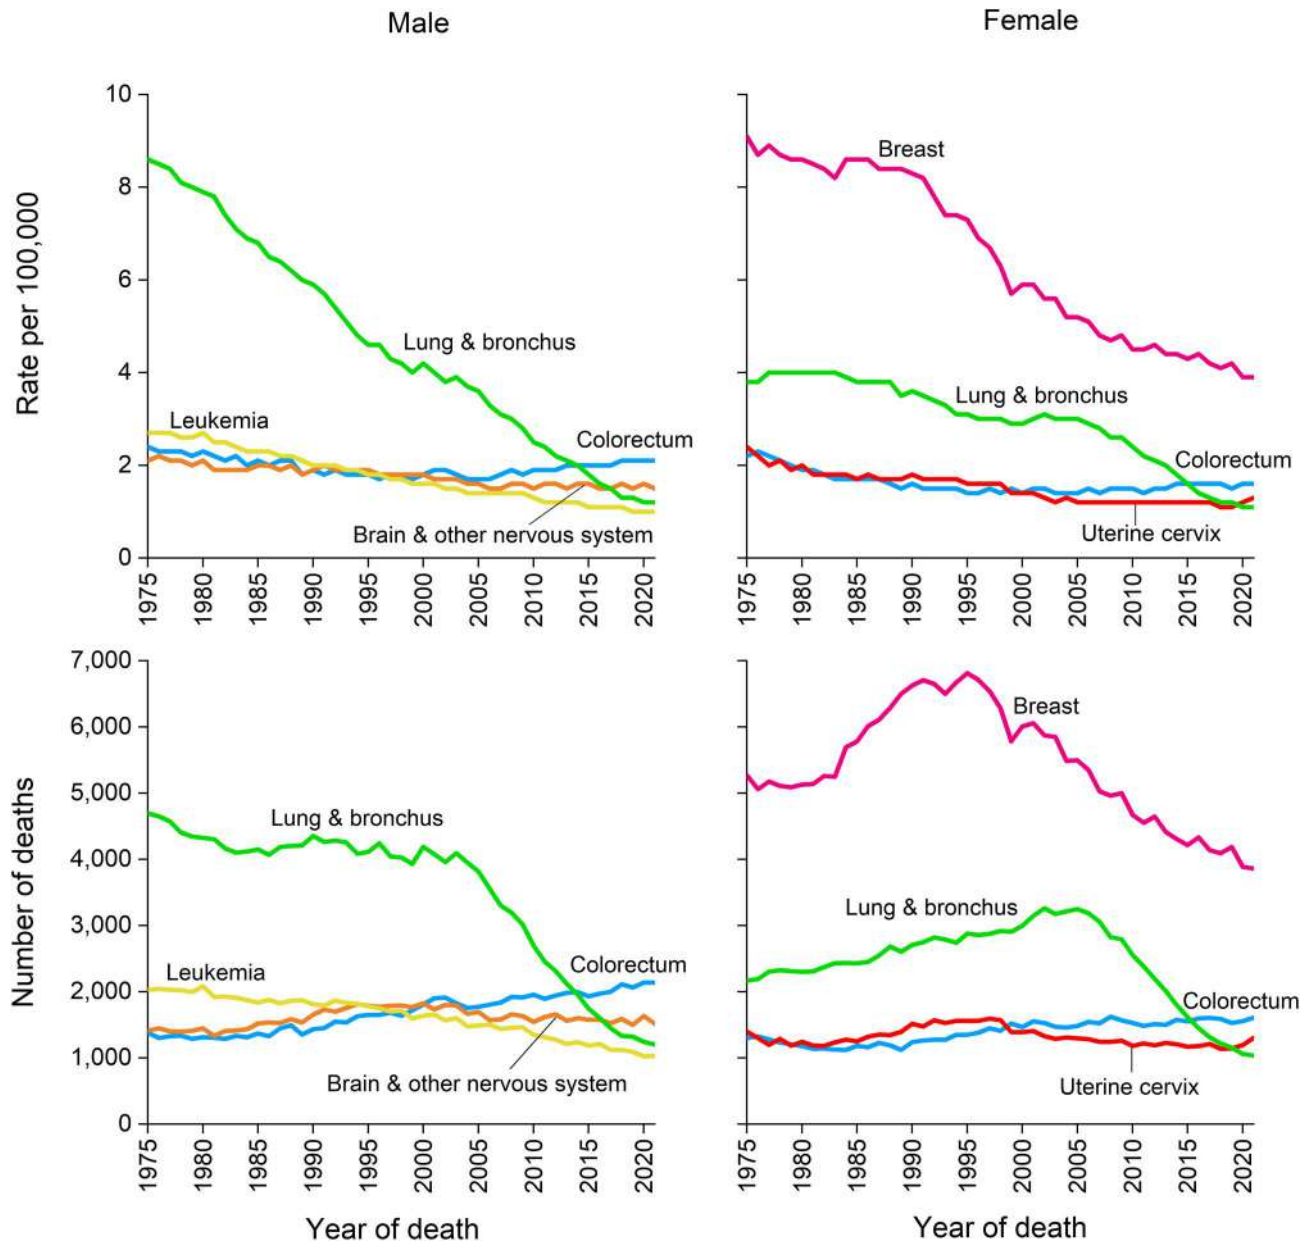 Male
Female
Rate per 100,000
10
8
6
4
2
0
Lung & bronchus
Leukemia
Colorectum
Brain & other nervous system
1975
1980
1985
1990
1995
2000
2005
2010
2015
2020
Breast
Lung & bronchus
Colorectum
Uterine cervix
1975
1980
1985
1990
1995
2000
2005
2010
2015
2020
Number of deaths
7,000
6,000
5,000
4,000
3,000
2,000
1,000
0
Lung & bronchus
Leukemia
Colorectum
Brain & other nervous system
1975
1980
1985
1990
1995
2000
2005
2010
2015
2020
Year of death
Breast
Lung & bronchus
Colorectum
Uterine cervix
1975
1980
1985
1990
1995
2000
2005
2010
2015
2020
Year of death